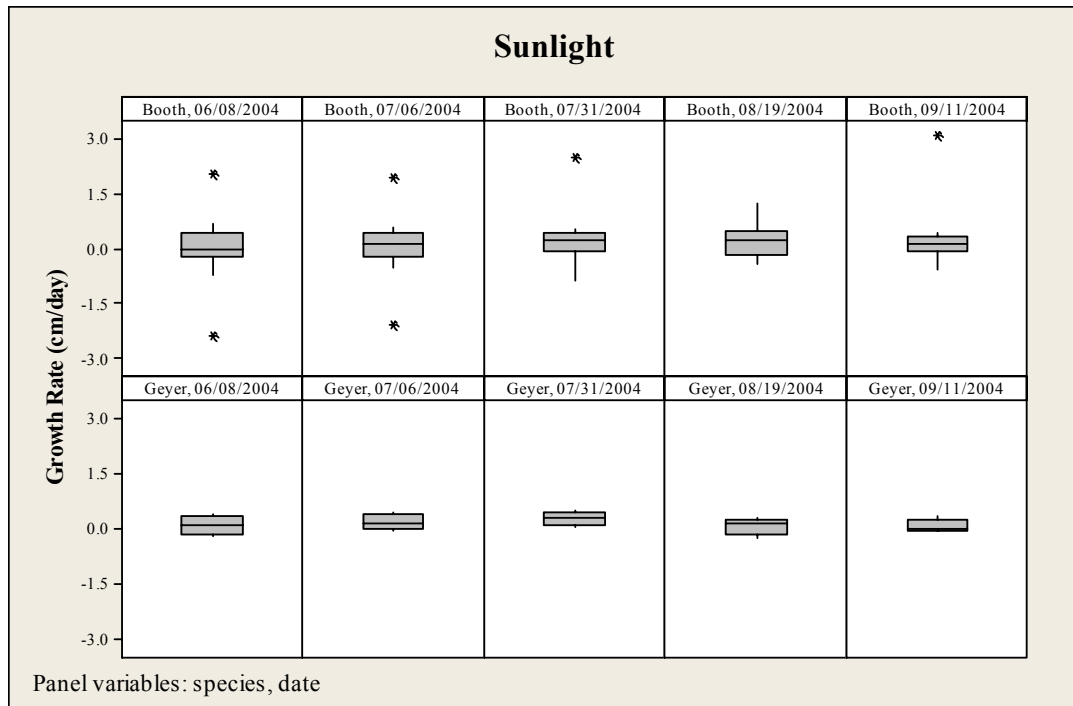 Sunlight
Booth, 06/08/2004 Booth, 07/06/2004 Booth, 07/31/2004 Booth, 08/19/2004 Booth, 09/11/2004
3.0
1.5
0.0
-1.5
-3.0
Geyer, 06/08/2004 Geyer, 07/06/2004 Geyer, 07/31/2004 Geyer, 08/19/2004 Geyer, 09/11/2004
3.0
1.5
0.0
-1.5
-3.0
Growth Rate (cm/day)
Panel variables: species, date